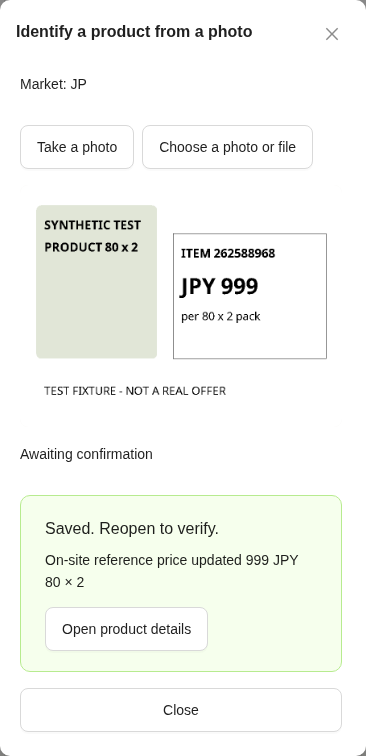 Identify a product from a photo
Market: JP
Take a photo
Choose a photo or file
SYNTHETIC TEST
PRODUCT 80 x 2
ITEM 262588968
JPY 999
per 80 x 2 pack
TEST FIXTURE - NOT A REAL OFFER
Awaiting confirmation
Saved. Reopen to verify.
On-site reference price updated 999 JPY
80 × 2
Open product details
Close